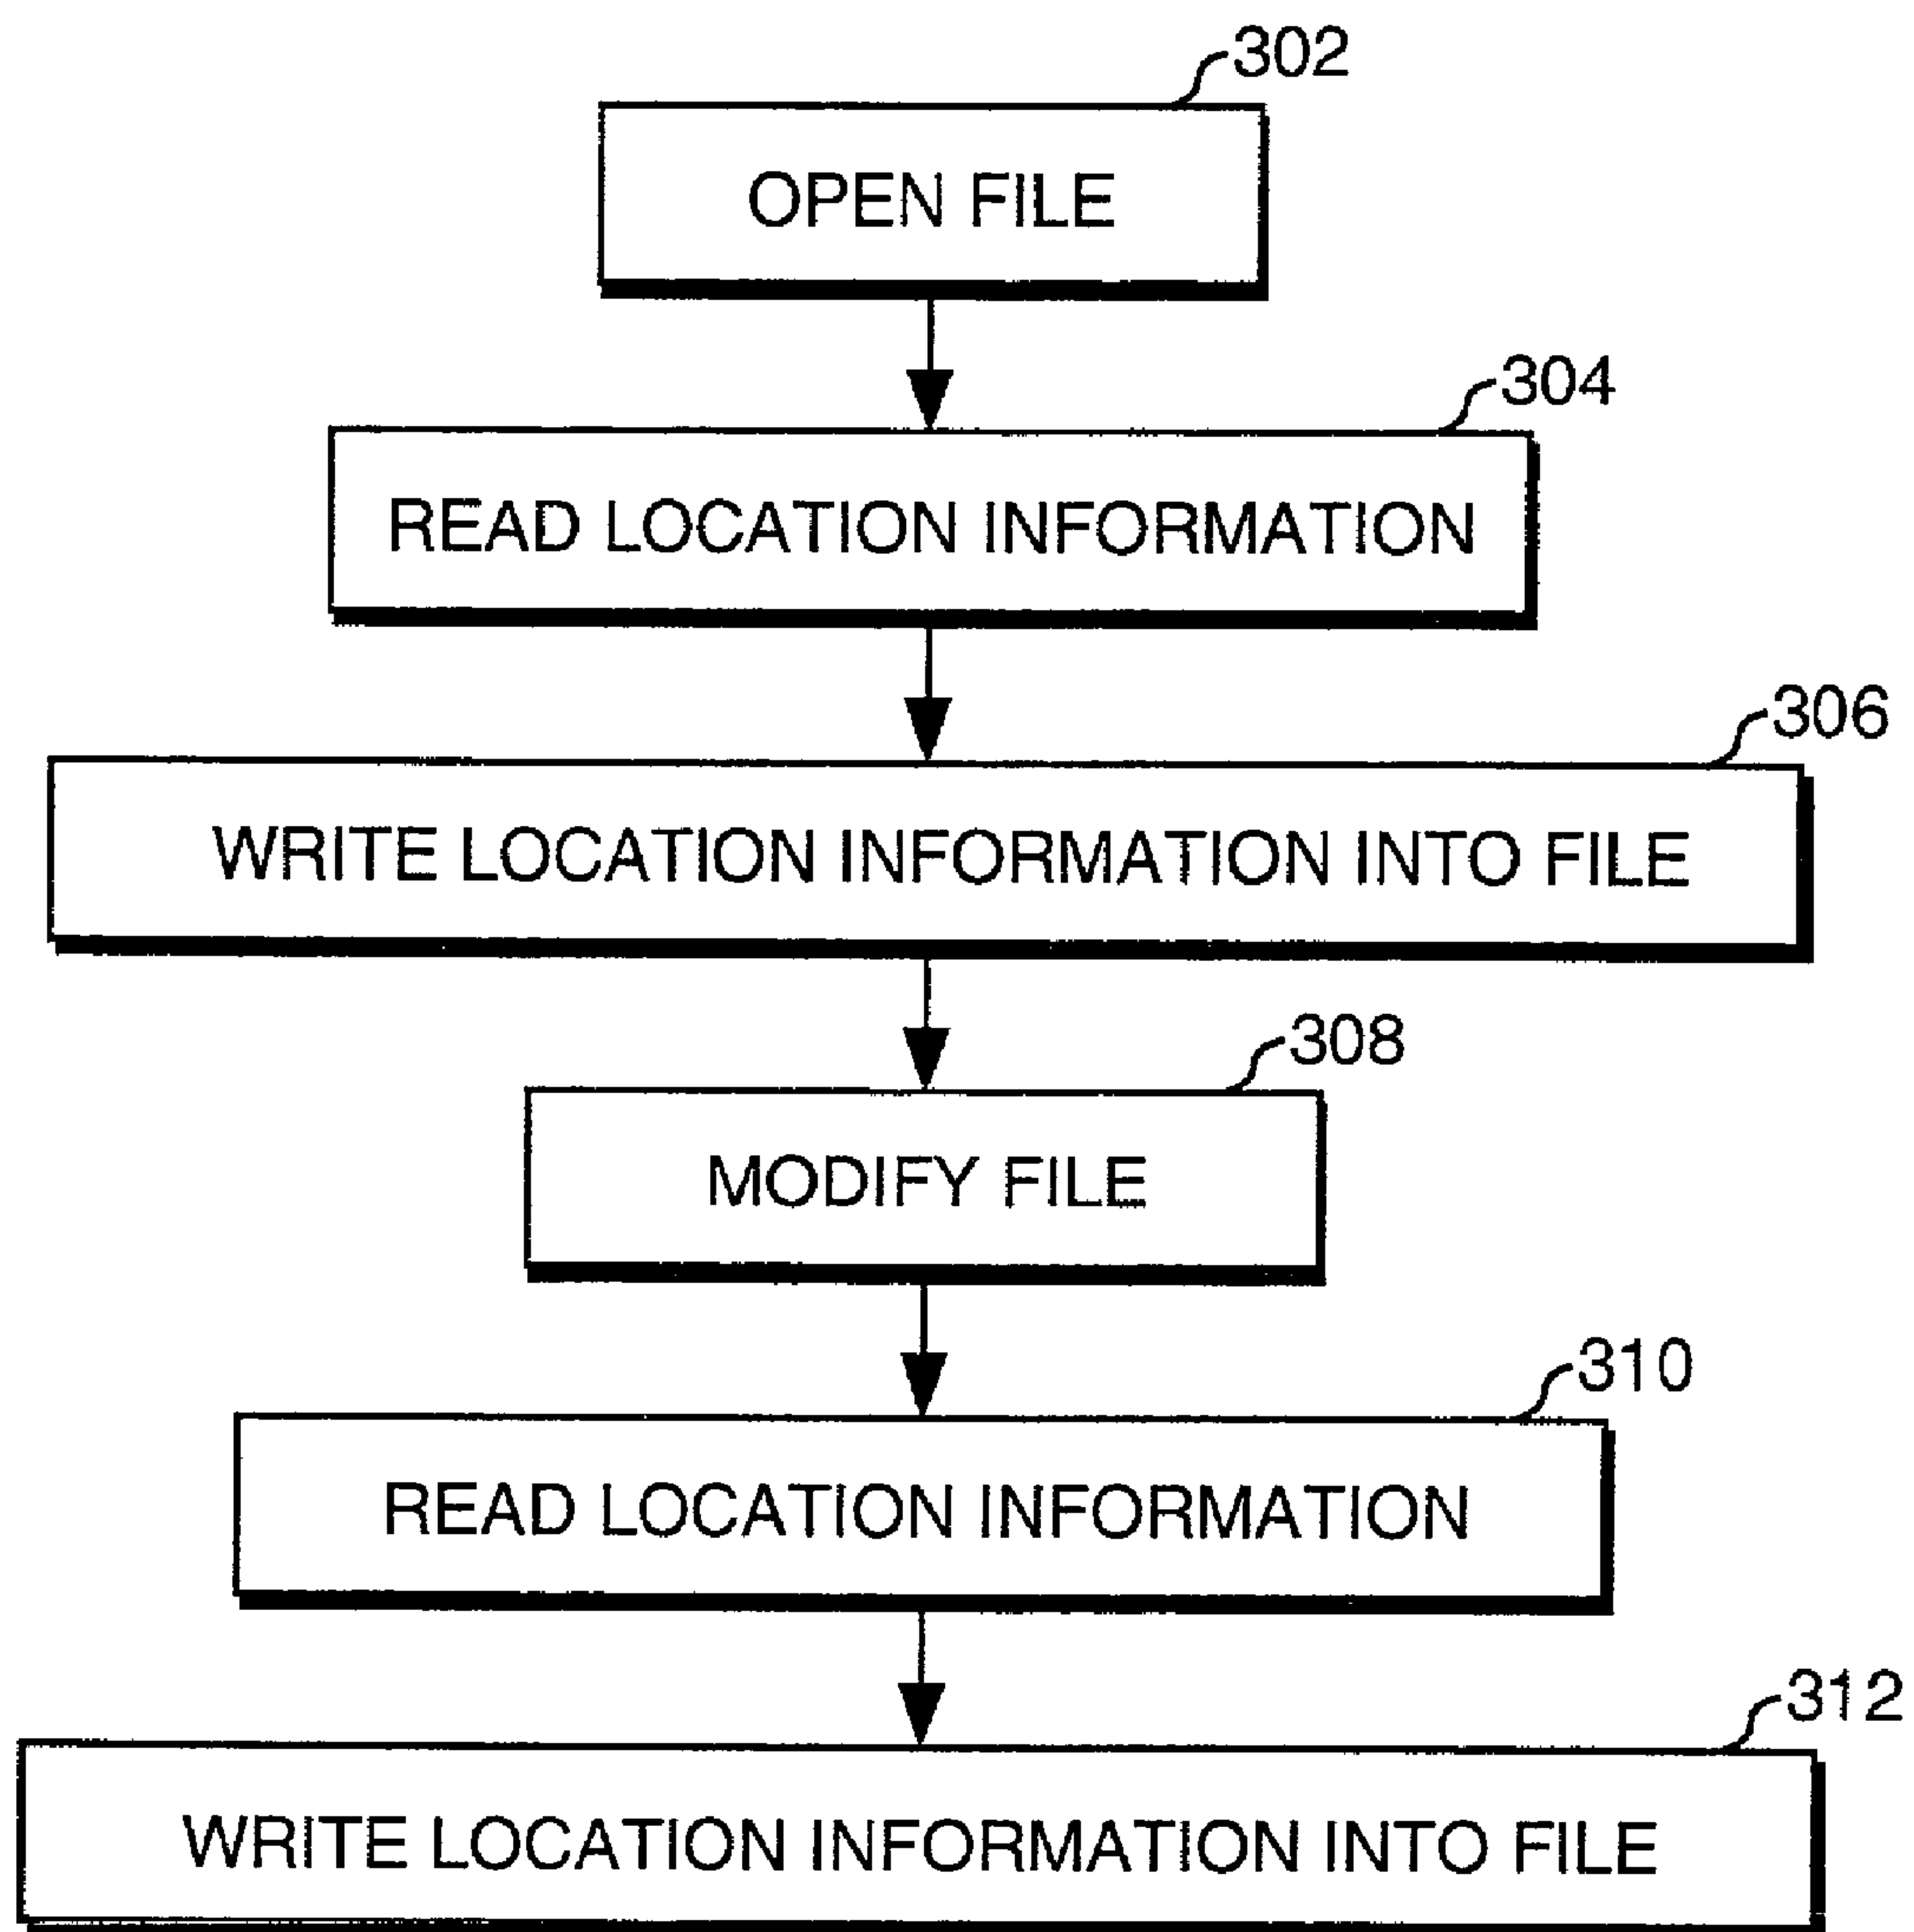 302
OPEN FILE
304
READ LOCATION INFORMATION
306
WRITE LOCATION INFORMATION INTO FILE
308
MODIFY FILE
310
READ LOCATION INFORMATION
312
WRITE LOCATION INFORMATION INTO FILE